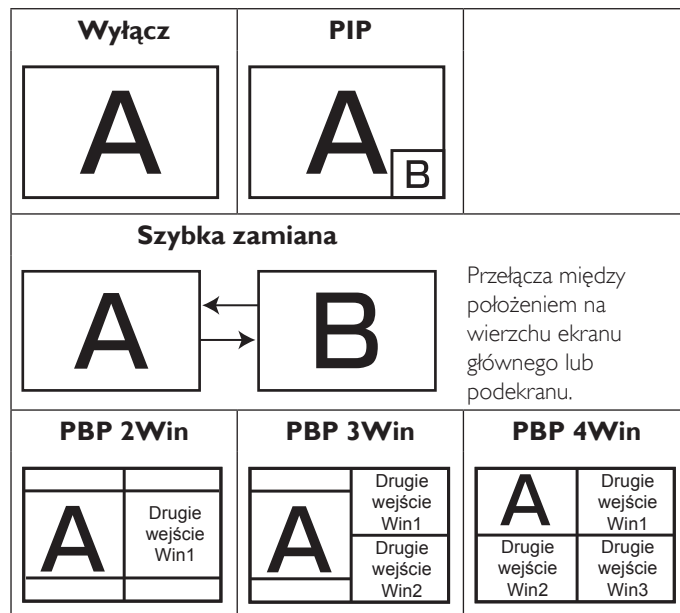 Wyłącz
PIP
A
A
B
Szybka zamiana
A
B
Przełącza między
położeniem na
wierzchu ekranu
głównego lub
podekranu.
PBP 2Win
PBP 3Win
PBP 4Win
A
Drugie
wejście
Win1
A
Drugie
wejście
Win1
Drugie
wejście
Win2
A
Drugie
wejście
Win1
Drugie
wejście
Win2
Drugie
wejście
Win3